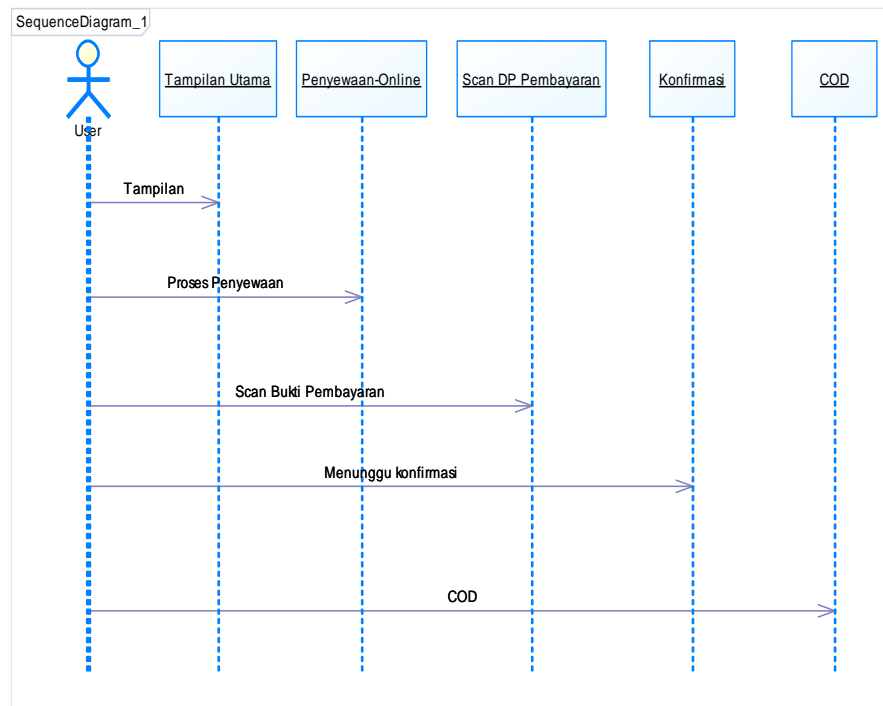 SequenceDiagram_1
User
Tampilan Utama
Penyewaan-Online
Scan DP Pembayaran
Konfirmasi
COD
Tampilan
Proses Penyewaan
Scan Bukti Pembayaran
Menunggu konfirmasi
COD